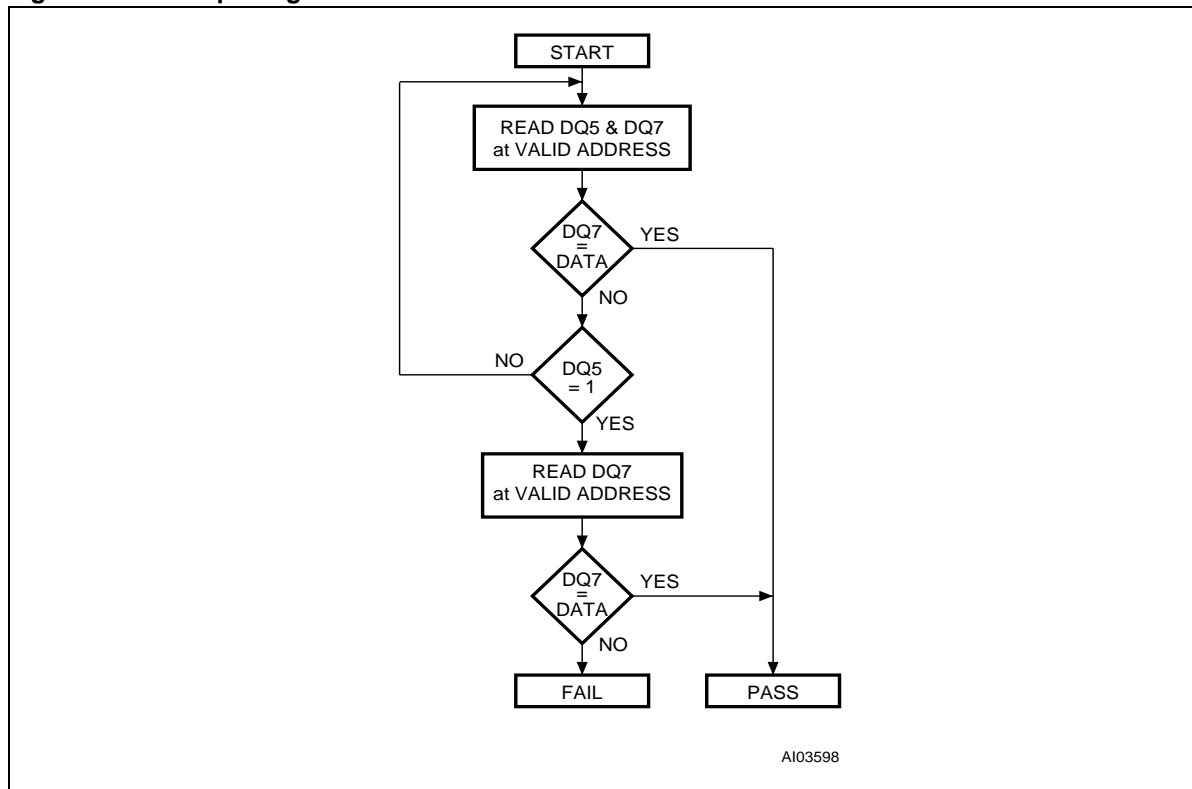 START
READ DQ5 & DQ7
at VALID ADDRESS
DQ7
=
DATA
YES
NO
DQ5
= 1
NO
YES
READ DQ7
at VALID ADDRESS
DQ7
=
DATA
YES
NO
FAIL
PASS
AI03598